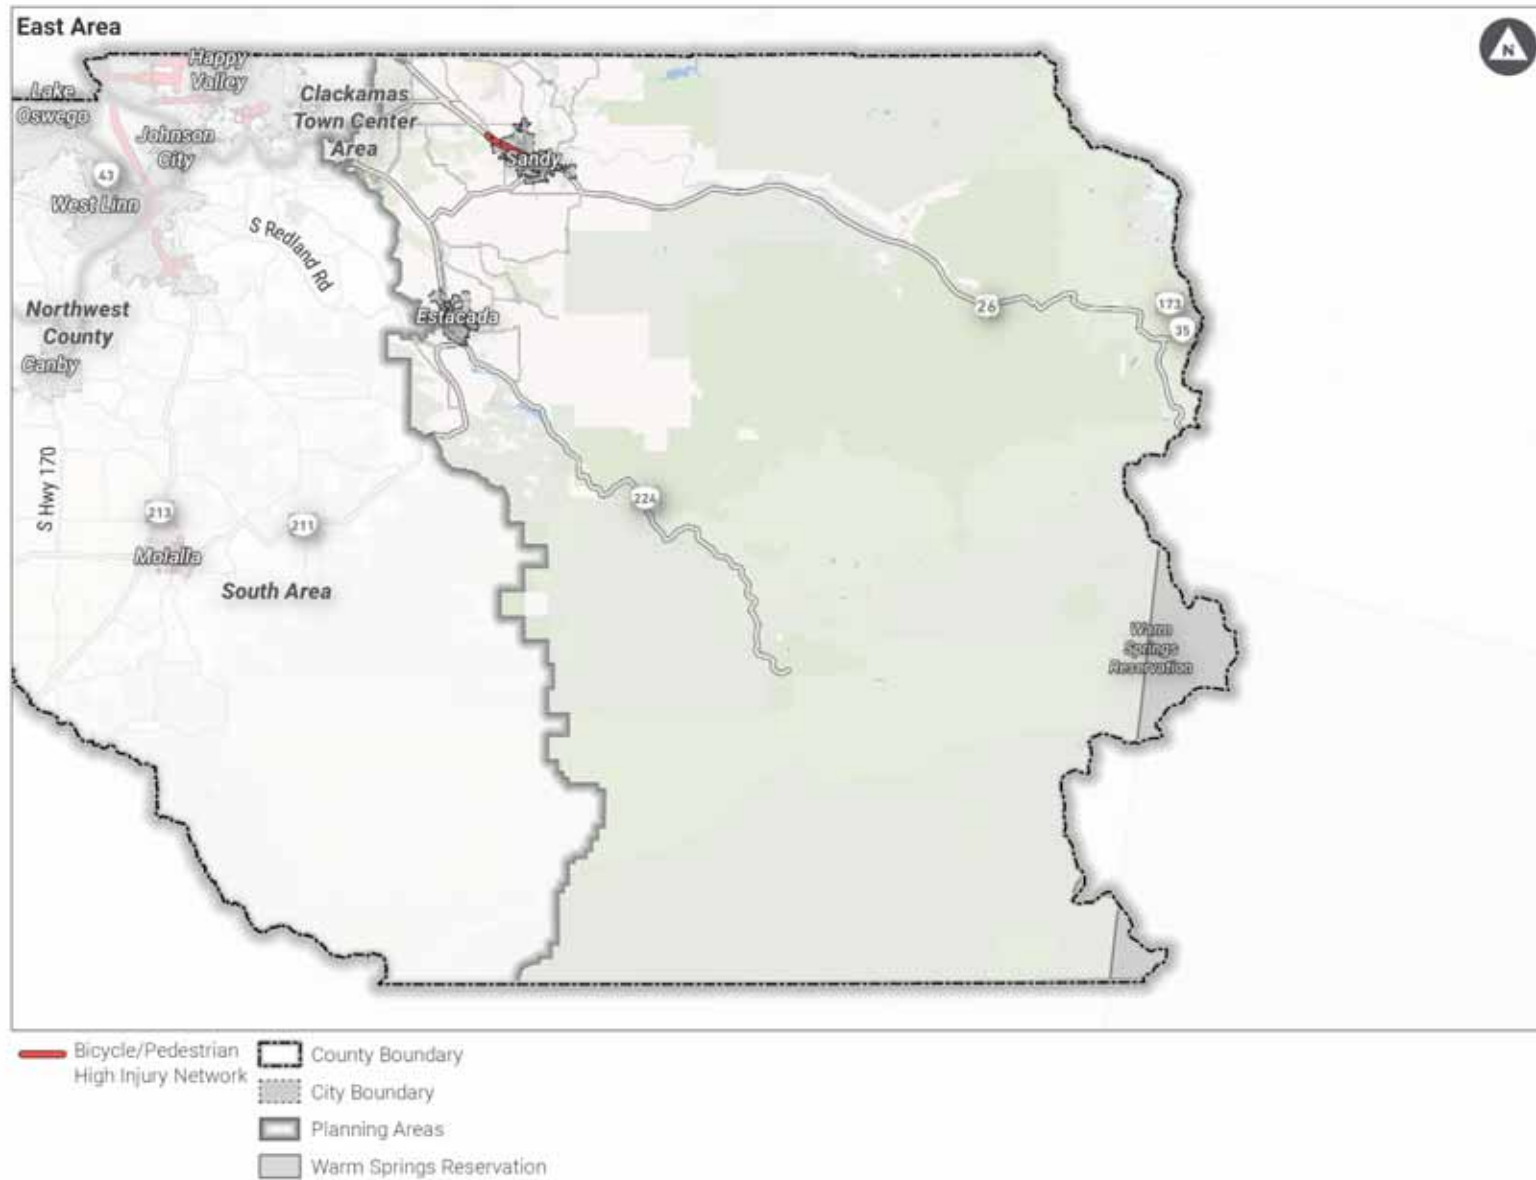 East Area
N
Happy
Valley
Lake
Oswego
Clackamas
Town Center
Area
Johnson
City
Sandy
43
West Linn
S Redland Rd
Northwest
County
Estacada
26
173
35
Canby
S Hwy 170
224
213
211
Molalla
South Area
Warm
Springs
Reservation
Bicycle/Pedestrian
High Injury Network
County Boundary
City Boundary
Planning Areas
Warm Springs Reservation